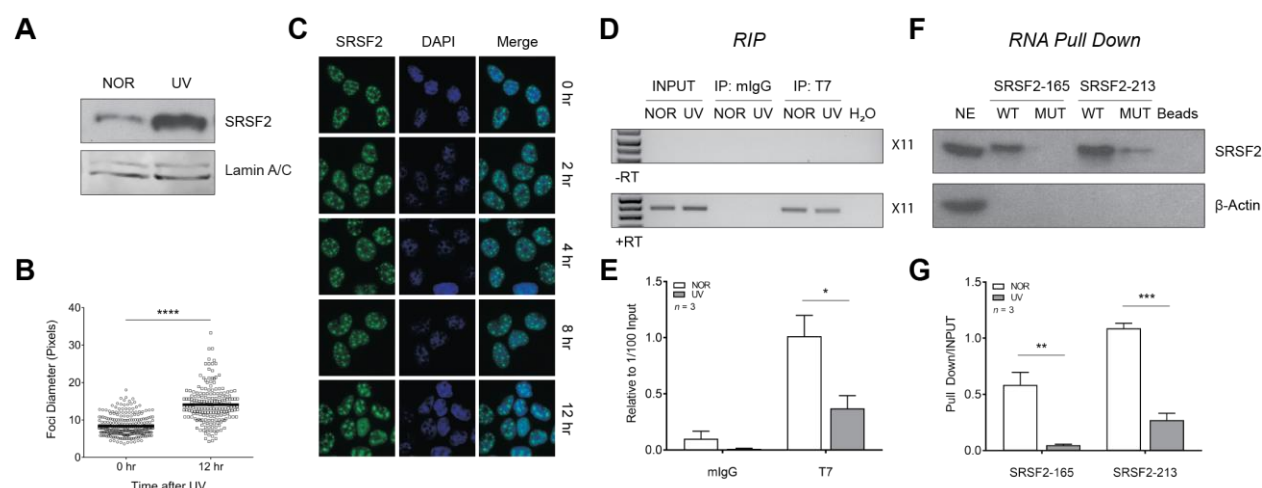 A
NOR UV
SRSF2
Lamin A/C
B
****
Foci Diameter (Pixels)
40
30
20
10
0
0 hr 12 hr
Time after UV
C
SRSF2 DAPI Merge
0 hr
2 hr
4 hr
8 hr
12 hr
D
RIP
INPUT IP: mIgG IP: T7
NOR UV NOR UV NOR UV H₂O
X11
-RT
X11
+RT
E
NOR
UV
n = 3
*
Relative to 1/100 Input
1.5
1.0
0.5
0.0
mIgG T7
F
RNA Pull Down
SRSF2-165 SRSF2-213
NE WT MUT WT MUT Beads
SRSF2
β-Actin
G
NOR
UV
n = 3
**
***
Pull Down/INPUT
1.5
1.0
0.5
0.0
SRSF2-165 SRSF2-213